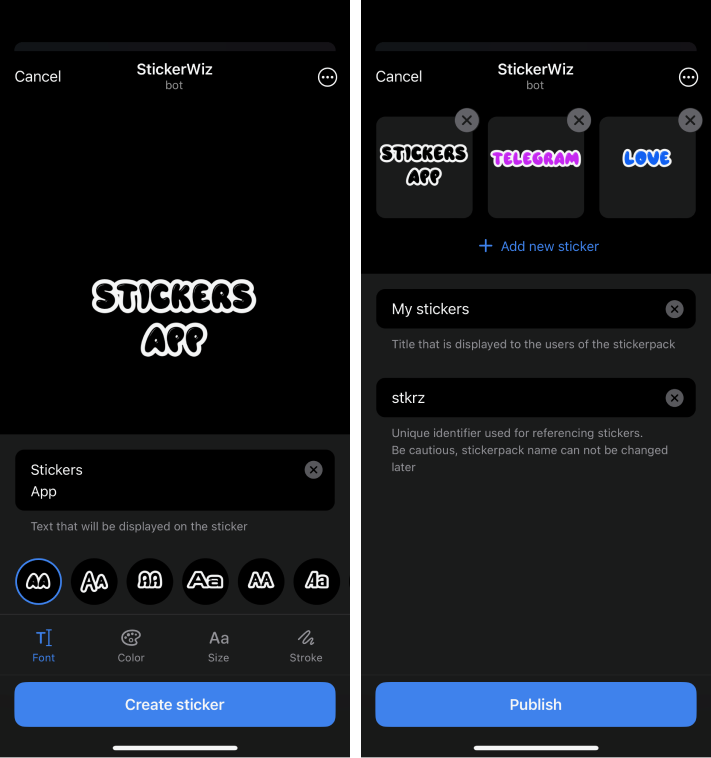 Cancel
StickerWiz
bot
STICKERS
APP
Stickers
App
Text that will be displayed on the sticker
AA
Aa
AA
Aa
AA
Aa
T
Font
Color
Aa
Size
Stroke
Create sticker
Cancel
StickerWiz
bot
STICKERS
APP
TELEGRAM
LOVE
+ Add new sticker
My stickers
Title that is displayed to the users of the stickerpack
stkrz
Unique identifier used for referencing stickers.
Be cautious, stickerpack name can not be changed
later
Publish